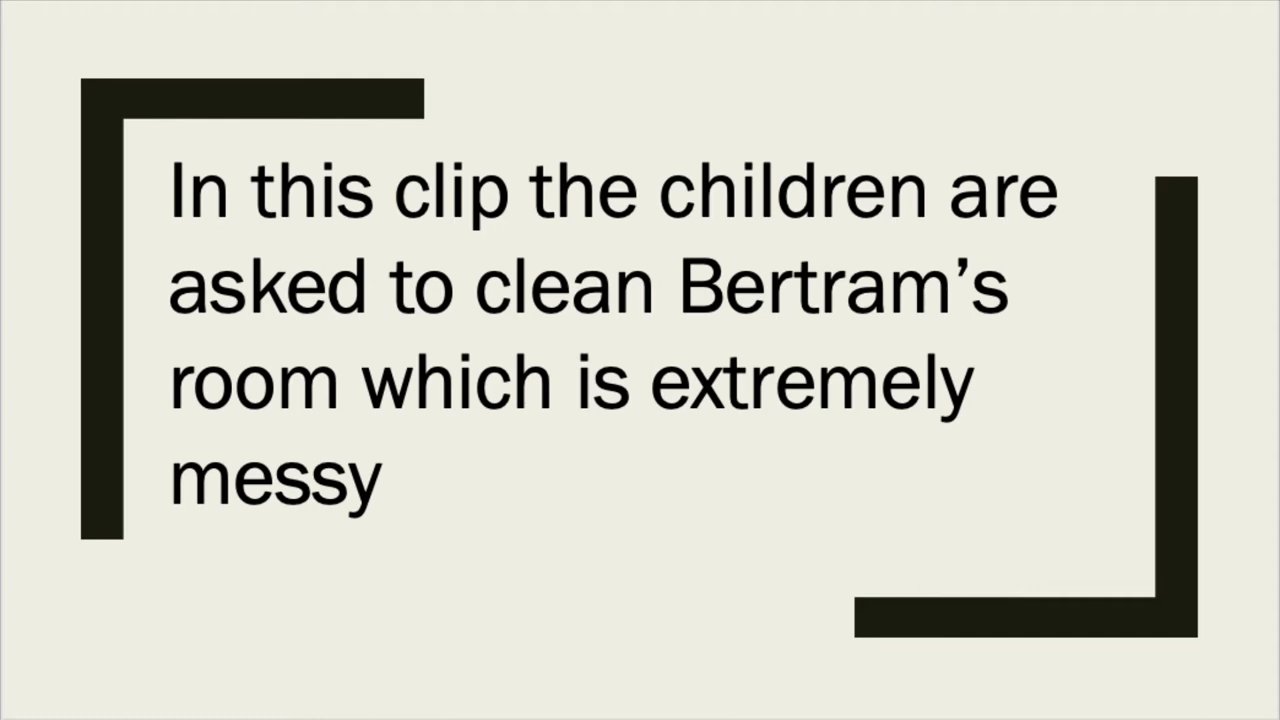 In this clip the children are
asked to clean Bertram’s
room which is extremely
messy